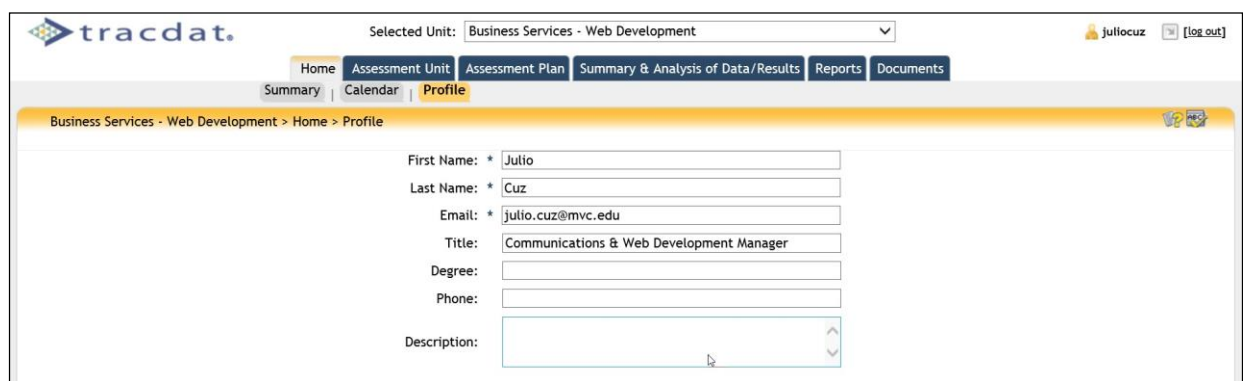 tracdat. Selected Unit: Business Services - Web Development juliocuz [log out]
Home Assessment Unit Assessment Plan Summary & Analysis of Data/Results Reports Documents
Summary | Calendar | Profile
Business Services - Web Development > Home > Profile ? ABC
First Name: * Julio
Last Name: * Cuz
Email: * julio.cuz@mvc.edu
Title: Communications & Web Development Manager
Degree:
Phone:
Description: